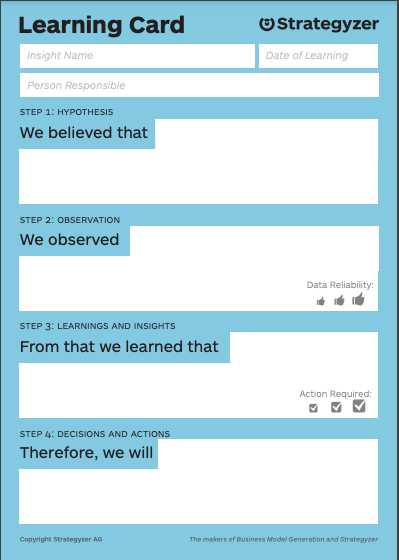 Learning Card
Strategyzer
Insight Name
Date of Learning
Person Responsible
STEP 1: HYPOTHESIS
We believed that
STEP 2: OBSERVATION
We observed
Data Reliability:
STEP 3: LEARNINGS AND INSIGHTS
From that we learned that
Action Required:
STEP 4: DECISIONS AND ACTIONS
Therefore, we will
Copyright Strategyzer AG
The makers of Business Model Generation and Strategyzer